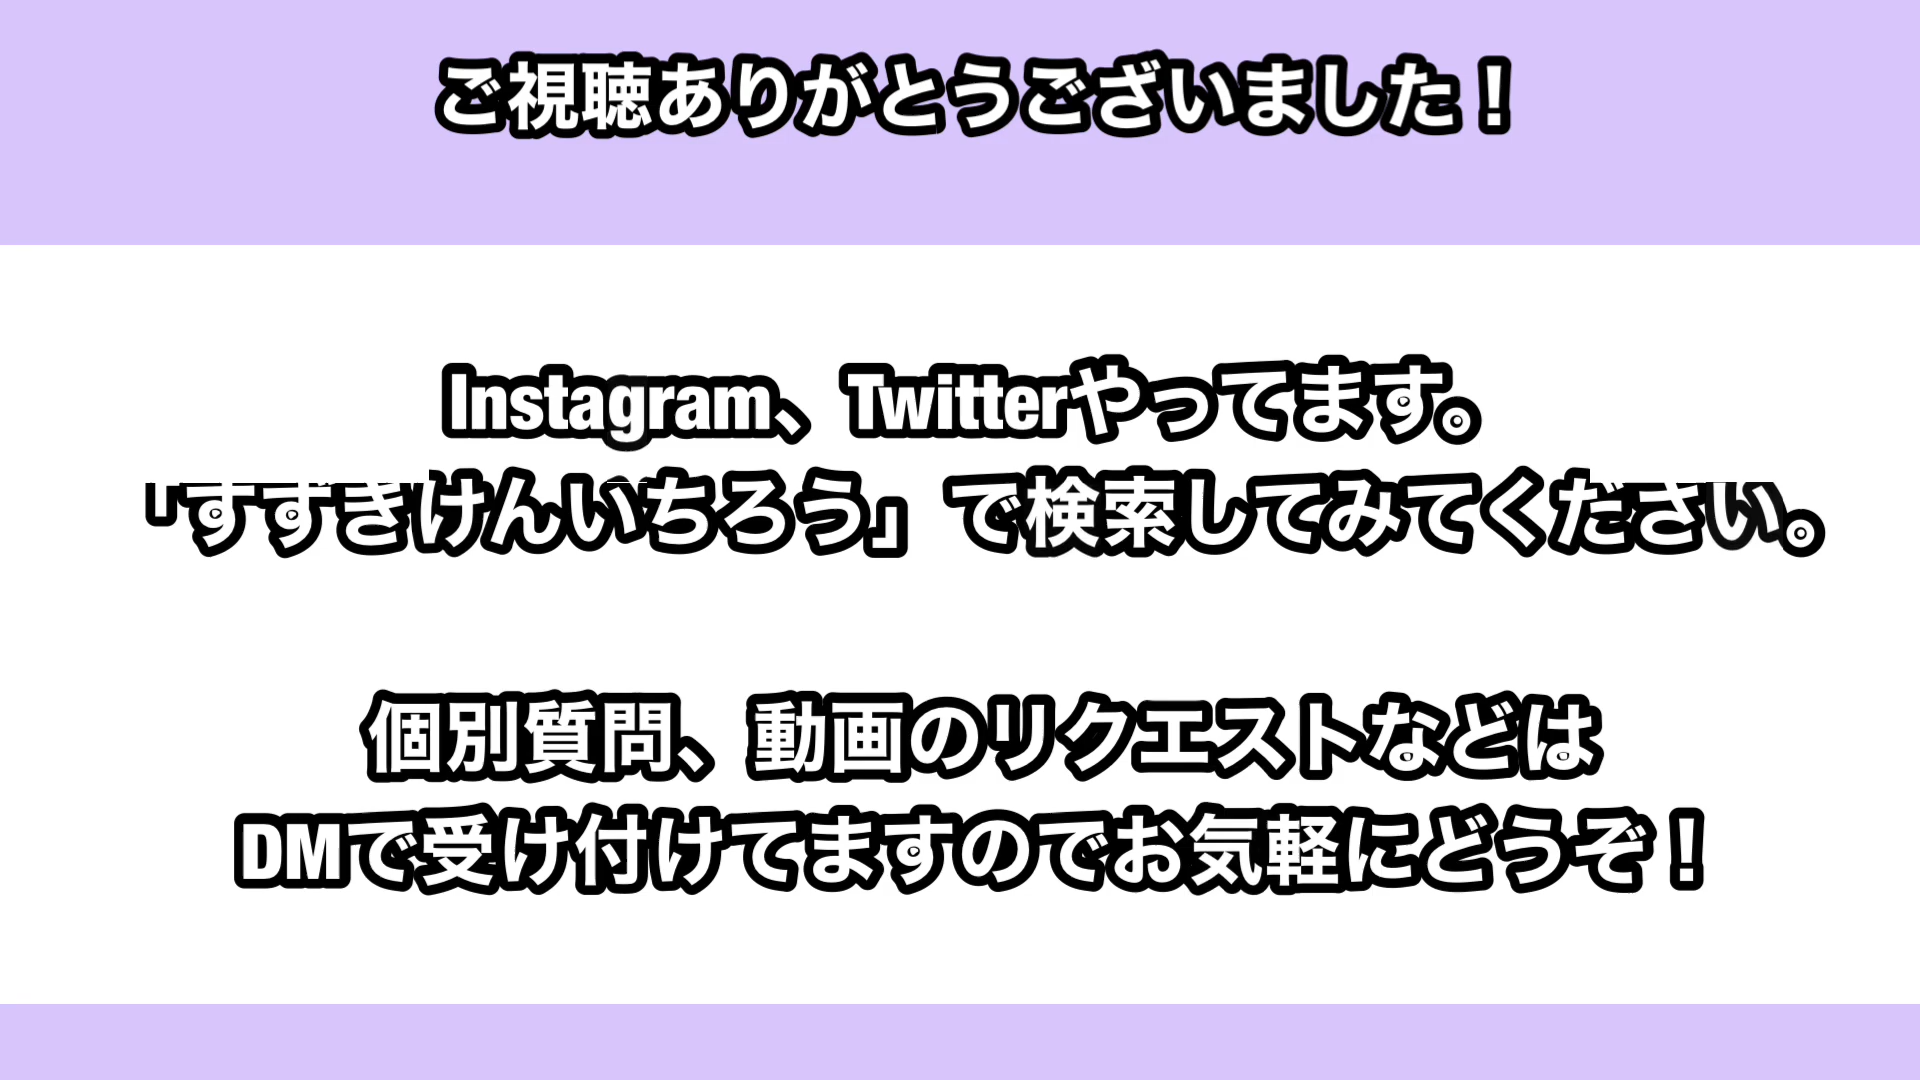 ご視聴ありがとうございました！
Instagram、Twitterやってます。
「すずきけんいちろう」で検索してみてください。
個別質問、動画のリクエストなどは
DMで受け付けてますのでお気軽にどうぞ！